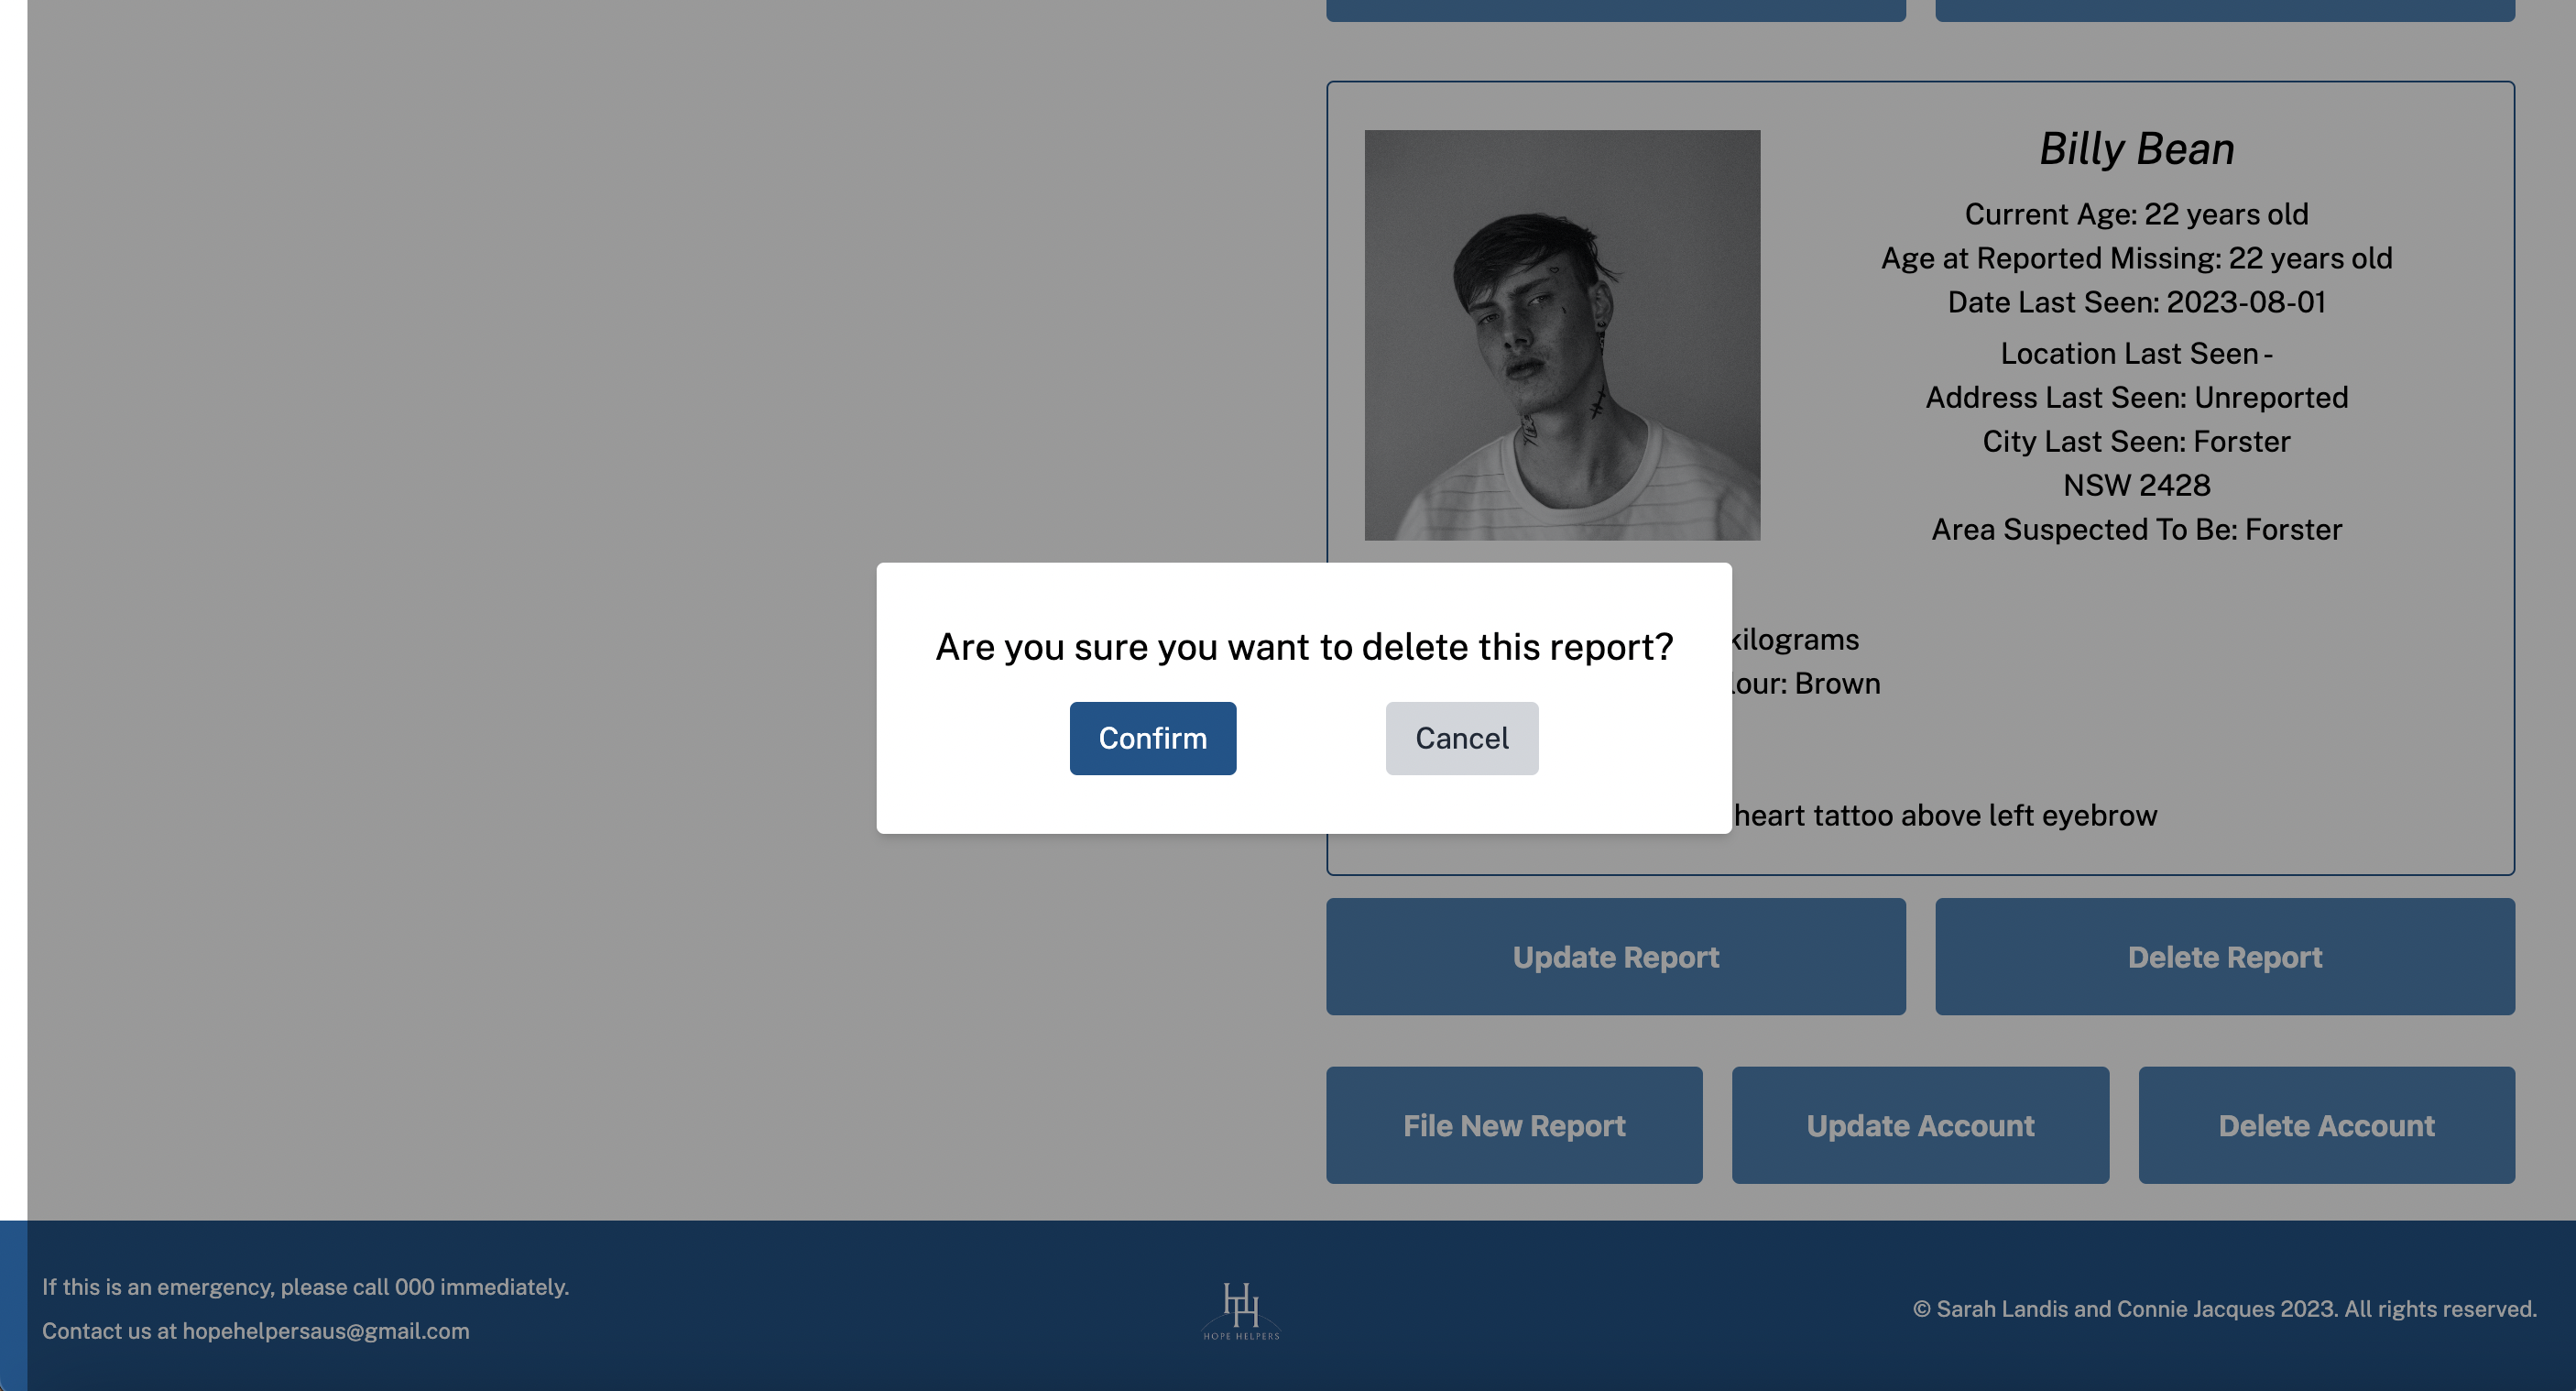 Billy Bean
Current Age: 22 years old
Age at Reported Missing: 22 years old
Date Last Seen: 2023-08-01
Location Last Seen -
Address Last Seen: Unreported
City Last Seen: Forster
NSW 2428
Area Suspected To Be: Forster
kilograms
lour: Brown
heart tattoo above left eyebrow
Are you sure you want to delete this report?
Confirm
Cancel
Update Report
Delete Report
File New Report
Update Account
Delete Account
If this is an emergency, please call 000 immediately.
Contact us at hopehelpersaus@gmail.com
HH
HOPE HELPERS
© Sarah Landis and Connie Jacques 2023. All rights reserved.